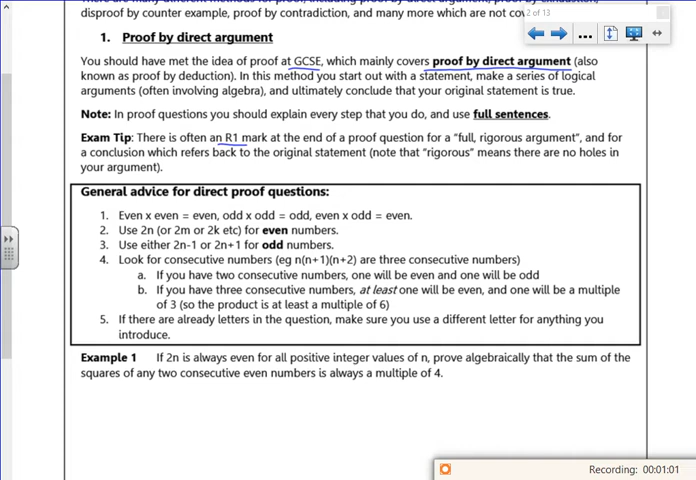 disproof by counter example, proof by contradiction, and many more which are not co
2 of 13
1. Proof by direct argument
You should have met the idea of proof at GCSE, which mainly covers proof by direct argument (also
known as proof by deduction). In this method you start out with a statement, make a series of logical
arguments (often involving algebra), and ultimately conclude that your original statement is true.
Note: In proof questions you should explain every step that you do, and use full sentences.
Exam Tip: There is often an R1 mark at the end of a proof question for a “full, rigorous argument”, and for
a conclusion which refers back to the original statement (note that “rigorous” means there are no holes in
your argument).
General advice for direct proof questions:
1. Even x even = even, odd x odd = odd, even x odd = even.
2. Use 2n (or 2m or 2k etc) for even numbers.
3. Use either 2n-1 or 2n+1 for odd numbers.
4. Look for consecutive numbers (eg n(n+1)(n+2) are three consecutive numbers)
a. If you have two consecutive numbers, one will be even and one will be odd
b. If you have three consecutive numbers, at least one will be even, and one will be a multiple
of 3 (so the product is at least a multiple of 6)
5. If there are already letters in the question, make sure you use a different letter for anything you
introduce.
Example 1 If 2n is always even for all positive integer values of n, prove algebraically that the sum of the
squares of any two consecutive even numbers is always a multiple of 4.
Recording: 00:01:01